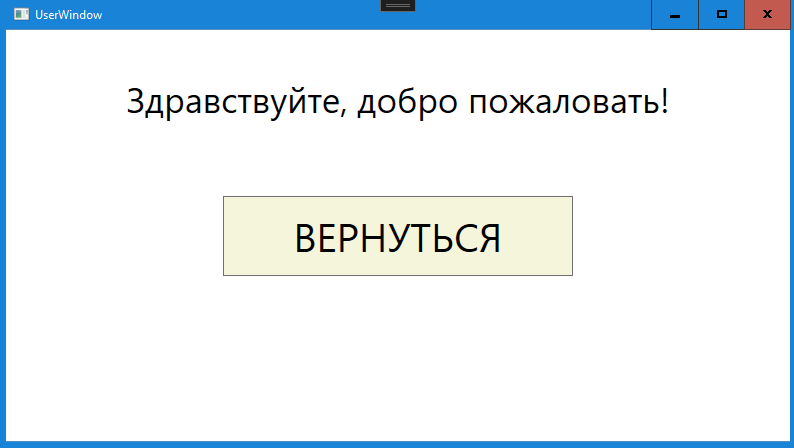 UserWindow
Здравствуйте, добро пожаловать!
ВЕРНУТЬСЯ